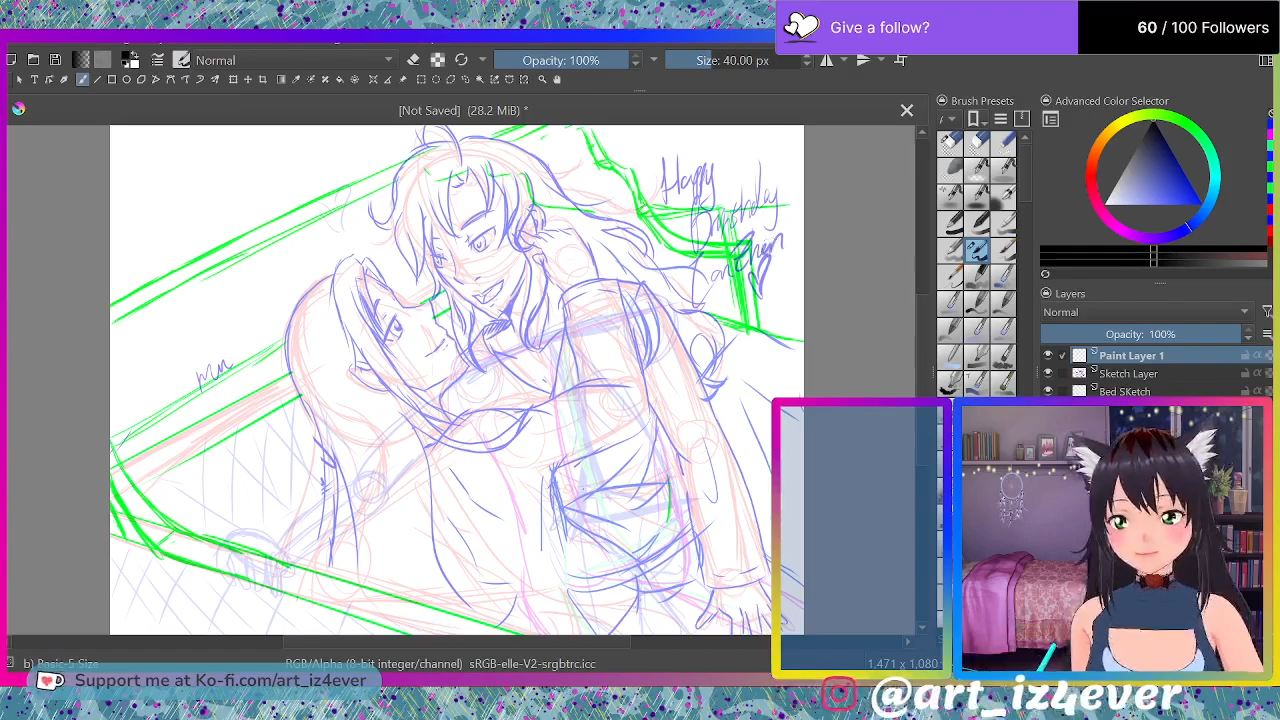 Give a follow?
60 / 100 Followers
Normal
Opacity: 100%
Size: 40.00 px
[Not Saved] (28.2 MiB) *
Brush Presets
Advanced Color Selector
Happy
Birthday
Layers
Normal
Opacity: 100%
Paint Layer 1
Sketch Layer
Bed SKetch
b) Basic-5 Size
RGB/Alpha (8-bit integer/channel) sRGB-elle-V2-srgbtrc.icc
1,471 x 1,080
Support me at Ko-fi.com/art_iz4ever
@art_iz4ever